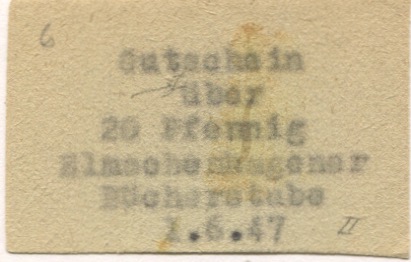 6
Gutschein
über
20 Pfennig
Elmschenhagener
Bücherstube
1.6.47 II